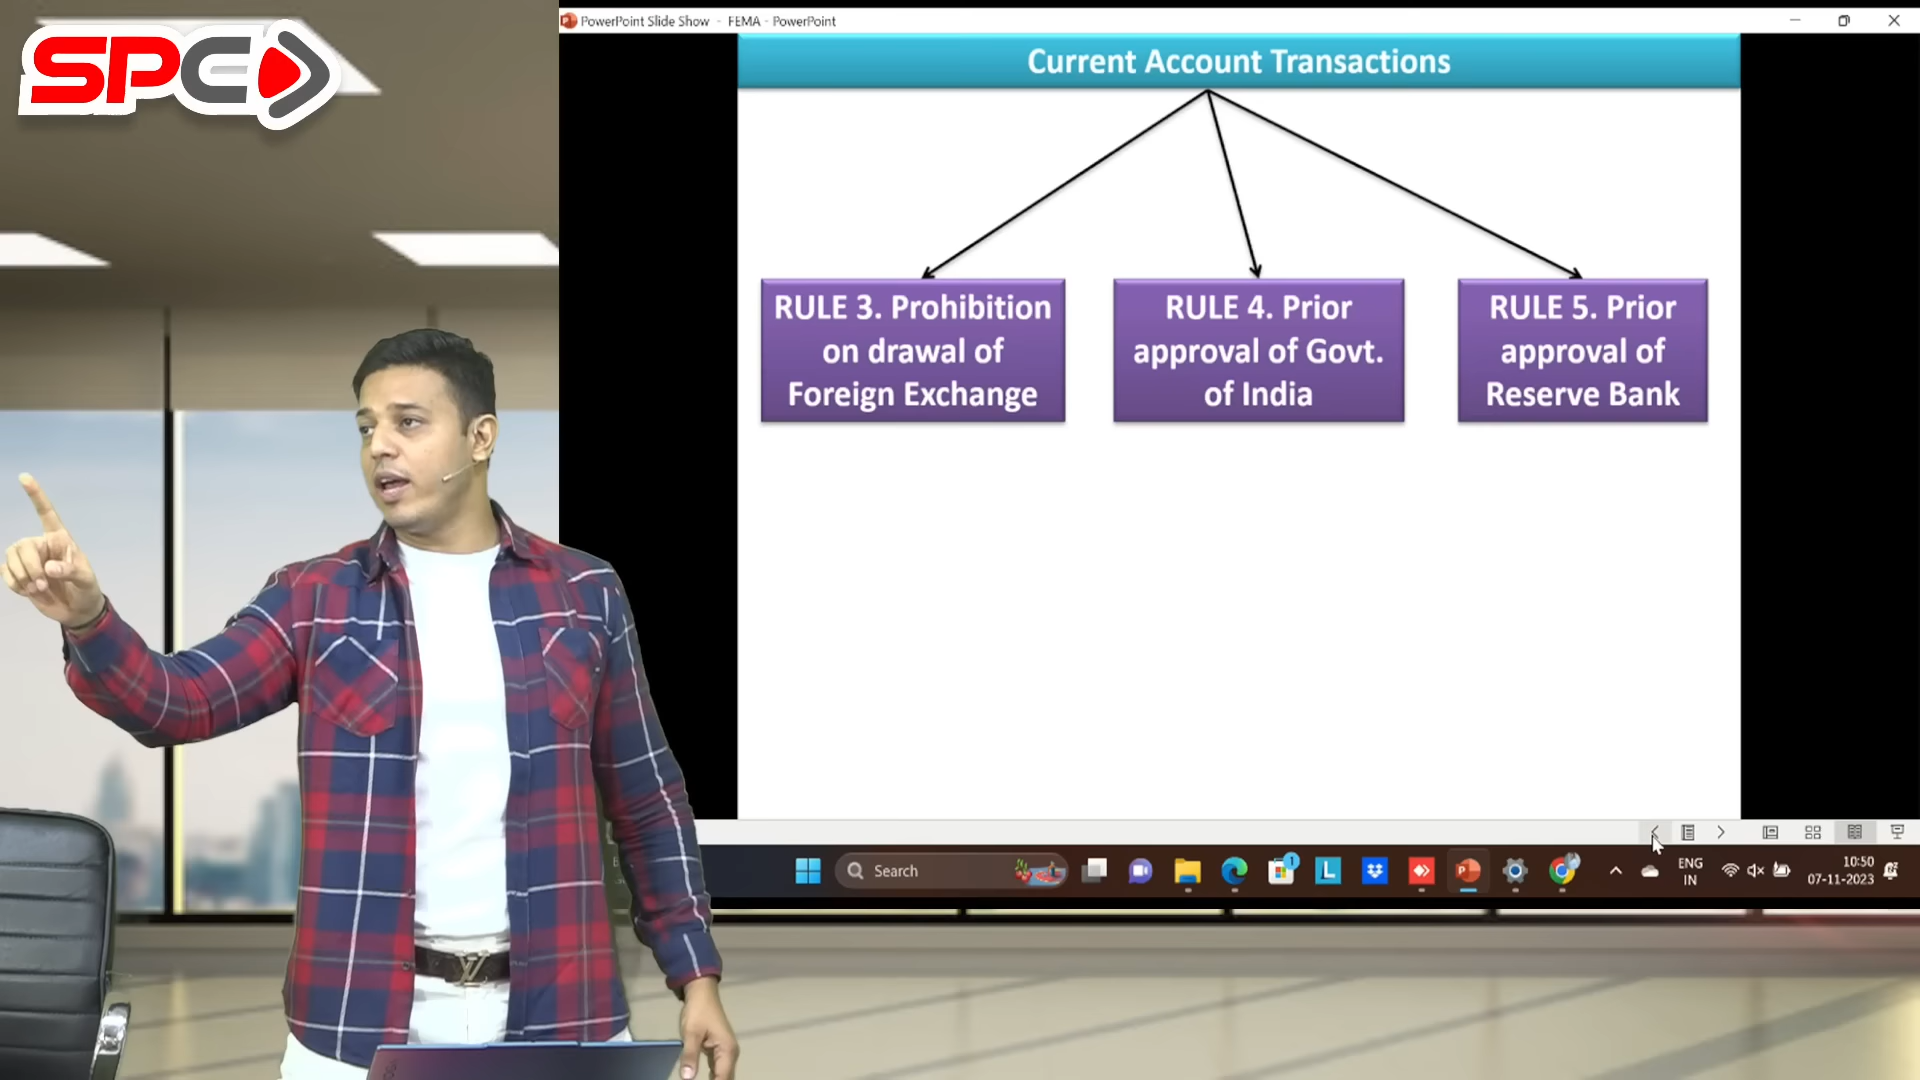 SPC
PowerPoint Slide Show - FEMA - PowerPoint
Current Account Transactions
RULE 3. Prohibition
on drawal of
Foreign Exchange
RULE 4. Prior
approval of Govt.
of India
RULE 5. Prior
approval of
Reserve Bank
Search
1
L
ENG
IN
10:50
07-11-2023
LV